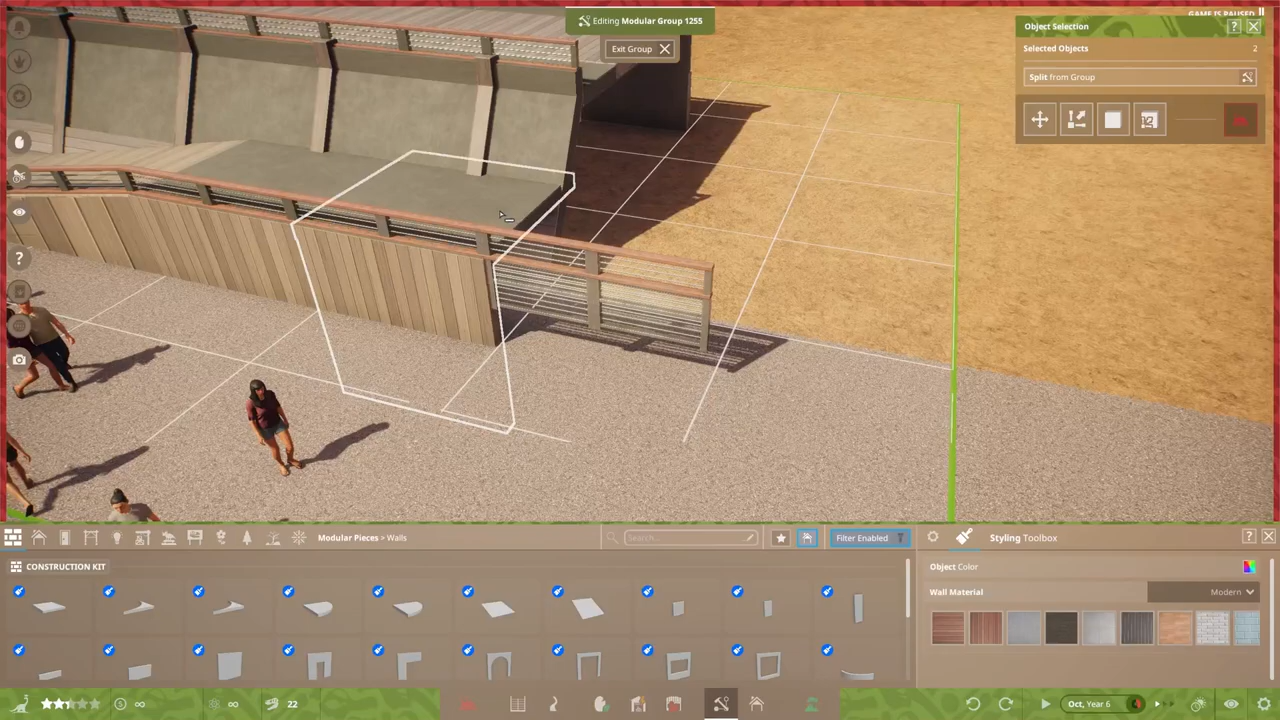 Editing Modular Group 1255
Exit Group
GAME IS PAUSED
Object Selection
?
Selected Objects 2
Split from Group
?
Modular Pieces > Walls
Search...
Filter Enabled
Styling Toolbox
?
CONSTRUCTION KIT
Object Color
Wall Material
Modern
∞
∞
22
Oct, Year 6